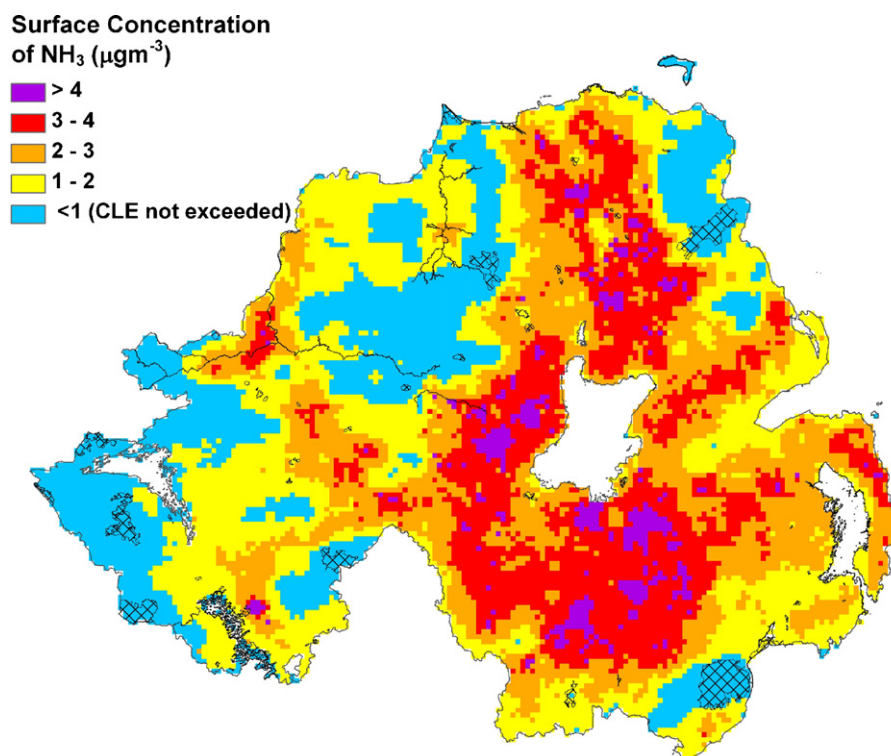 Surface Concentration
of NH₃ (µgm⁻³)
> 4
3 - 4
2 - 3
1 - 2
<1 (CLE not exceeded)